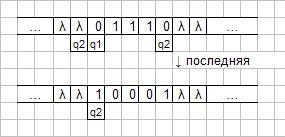 ... λ λ 0 1 1 1 0 λ λ ...
q2 q1 q2
↓ последняя
... λ λ 1 0 0 0 1 λ λ ...
q2